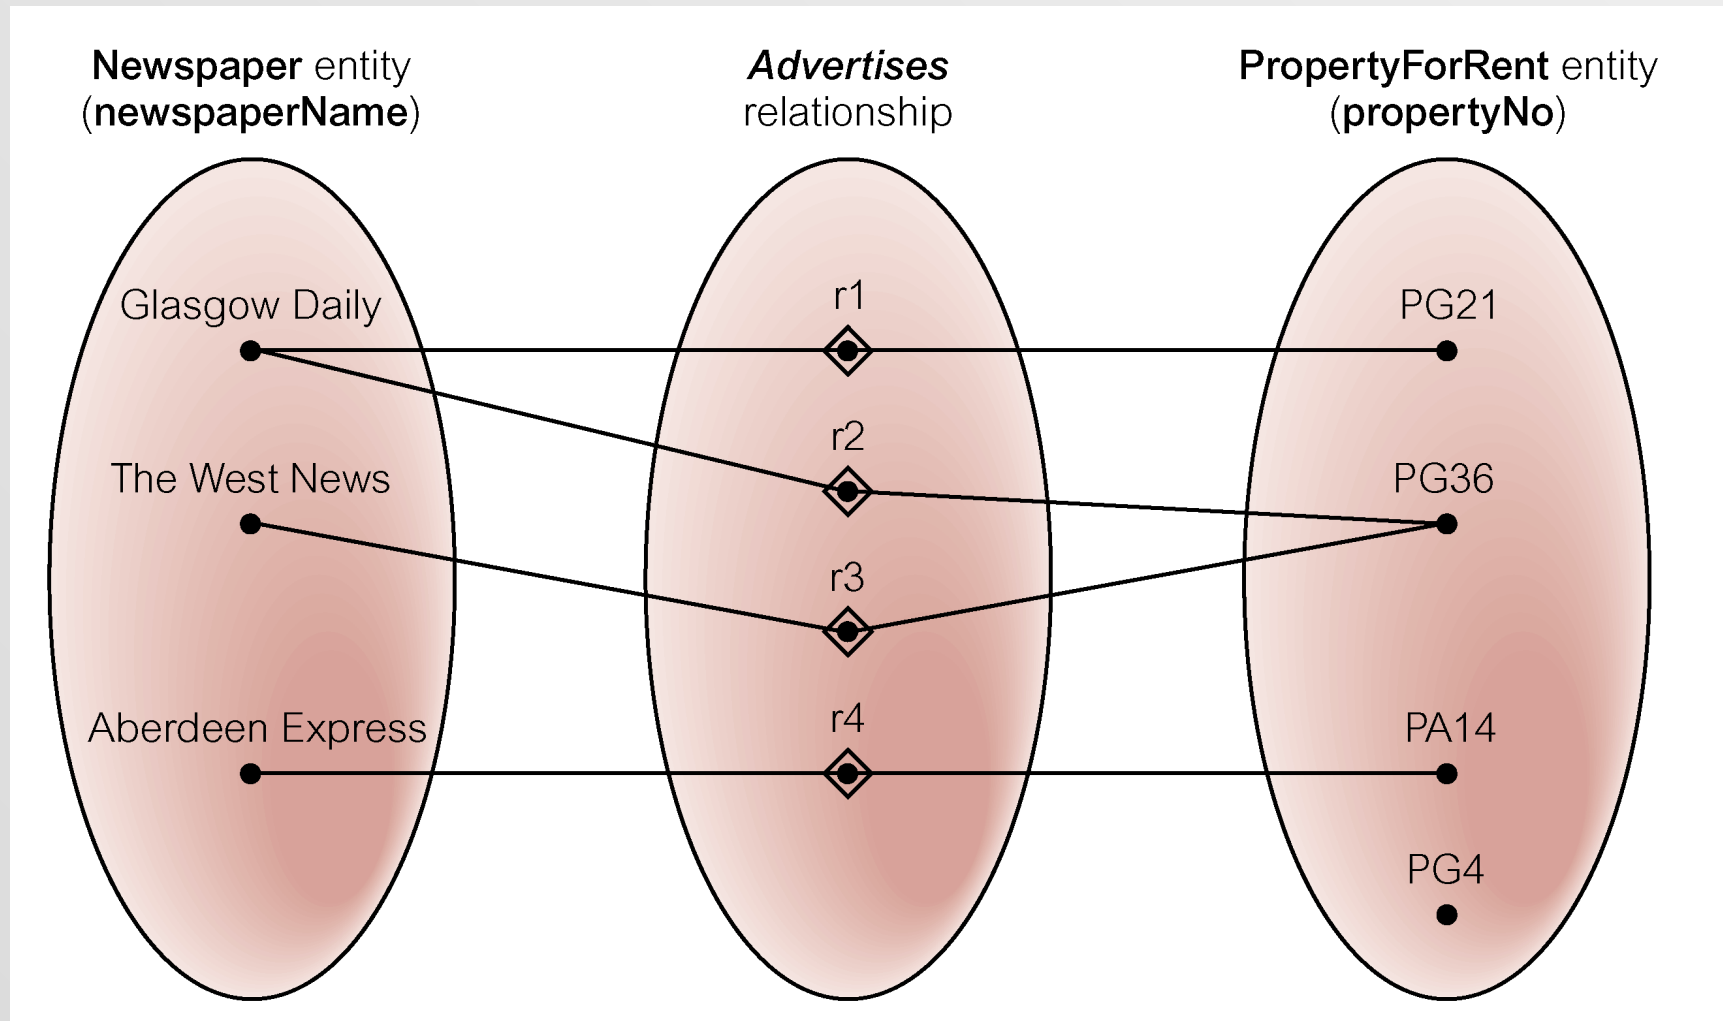 Newspaper entity
(newspaperName)
Advertises
relationship
PropertyForRent entity
(propertyNo)
Glasgow Daily
The West News
Aberdeen Express
r1
r2
r3
r4
PG21
PG36
PA14
PG4